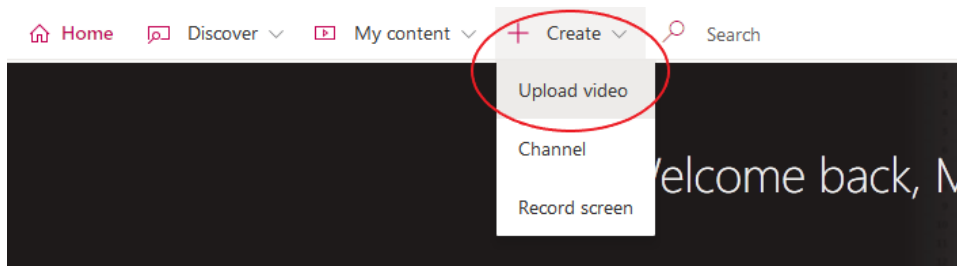 Home Discover My content Create Search
Upload video
Channel
Record screen
elcome back,